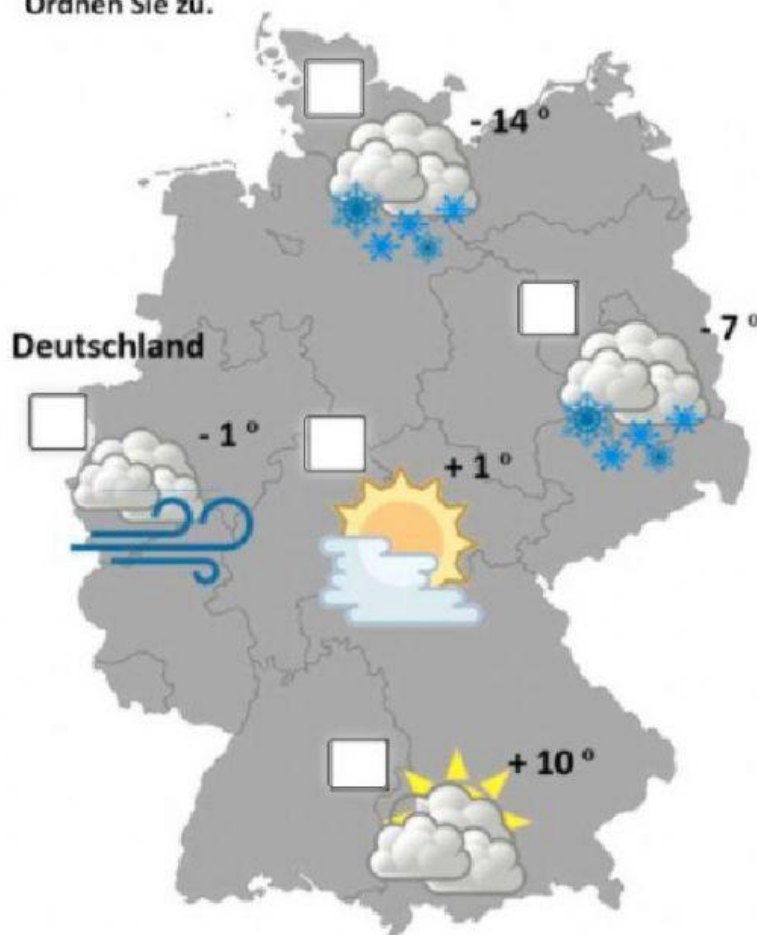 Ordnen Sie zu.
- 14 °
- 7 °
Deutschland
- 1 °
+ 1 °
+ 10 °